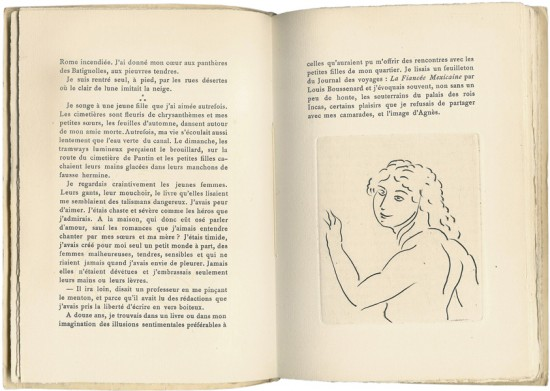 Rome incendiée. J'ai donné mon cœur aux panthères
des Batignolles, aux pieuvres tendres.
Je suis rentré seul, à pied, par les rues désertes
où le clair de lune imitait la neige.
Je songe à une jeune fille que j'ai aimée autrefois.
Les cimetières sont fleuris de chrysanthèmes et mes
petites sœurs, les feuilles d'automne, dansent autour
de mon amie morte. Autrefois, ma vie s'écoulait aussi
lentement que l'eau verte du canal. Le dimanche, les
tramways lumineux perçaient le brouillard, sur la
route du cimetière de Pantin et les petites filles ca-
chaient leurs mains glacées dans leurs manchons de
fausse hermine.
Je regardais craintivement les jeunes femmes.
Leurs gants, leur mouchoir, le livre qu'elles lisaient
me semblaient des talismans dangereux. J'avais peur
d'aimer. J'étais chaste et sévère comme les héros que
j'admirais. A la maison, qui donc eût osé parler
d'amour, sauf les romances que j'aimais entendre
chanter par mes sœurs et ma mère ? J'étais timide,
j'avais créé pour moi seul un petit monde à part, des
femmes malheureuses, tendres, sensibles et qui ne
riaient jamais quand j'avais envie de pleurer. Jamais
elles n'étaient dévêtues et j'embrassais seulement
leurs mains ou leurs lèvres.
— Il ira loin, disait un professeur en me pinçant
le menton, et parce qu'il avait lu des rédactions que
j'avais pris la liberté d'écrire en vers boiteux.
A douze ans, je trouvais dans un livre ou dans mon
imagination des illusions sentimentales préférables à
celles qu'auraient pu m'offrir des rencontres avec les
petites filles de mon quartier. Je lisais un feuilleton
du Journal des voyages : La Fiancée Mexicaine par
Louis Boussenard et j'évoquais souvent, non sans un
peu de honte, les souterrains du palais des rois
Incas, certains plaisirs que je refusais de partager
avec mes camarades, et l'image d'Agnès.